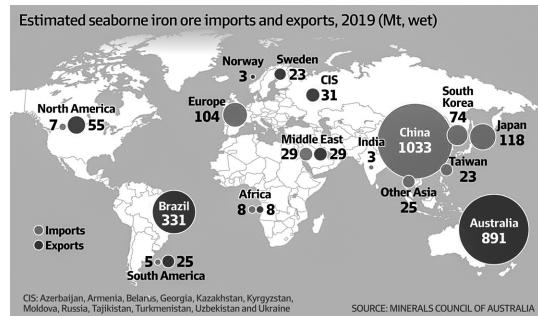 Estimated seaborne iron ore imports and exports, 2019 (Mt, wet)
Norway
3
Sweden
23
CIS
31
North America
7 55
Europe
104
South
Korea
74
Japan
118
China
1033
India
3
Middle East
29 29
Taiwan
23
Other Asia
25
Africa
8 8
Brazil
331
Australia
891
Imports
Exports
5 25
South America
CIS: Azerbaijan, Armenia, Belarus, Georgia, Kazakhstan, Kyrgyzstan,
Moldova, Russia, Tajikistan, Turkmenistan, Uzbekistan and Ukraine
SOURCE: MINERALS COUNCIL OF AUSTRALIA